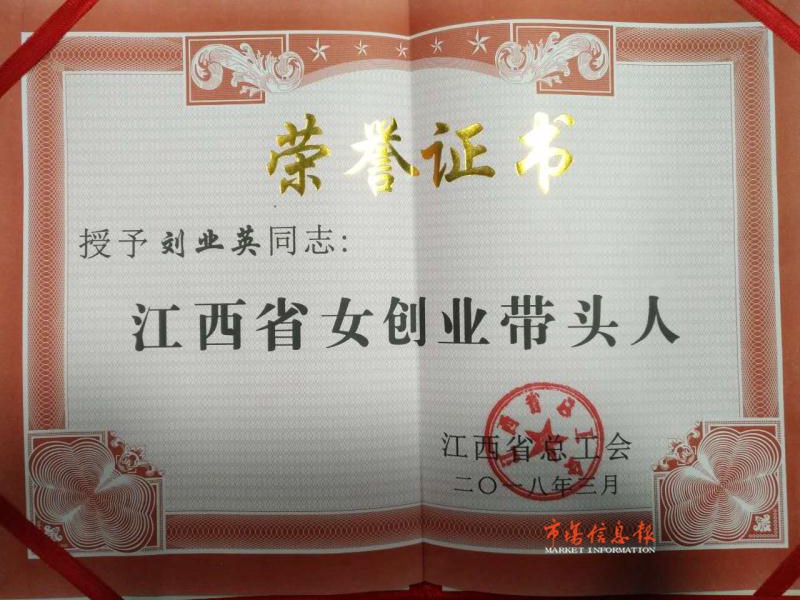 荣誉证书
授予刘业英同志:
江西省女创业带头人
江西省总工会
二〇一八年三月
市场信息报
MARKET INFORMATION